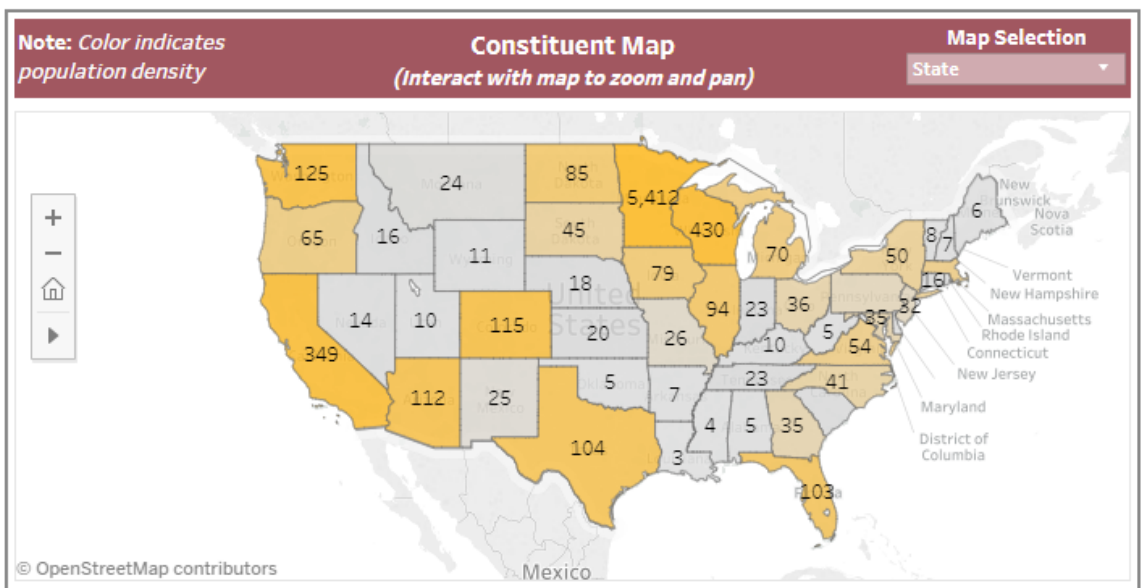 Note: Color indicates
population density
Constituent Map
(Interact with map to zoom and pan)
Map Selection
State
125
24
85
5,412
430
65
16
11
45
70
79
18
94
23
36
50
8
7
6
16
32
35
14
10
115
20
26
10
5
54
349
112
25
5
7
23
41
104
3
4
5
35
103
United
States
New
Brunswick
Nova
Scotia
Vermont
New Hampshire
Massachusetts
Rhode Island
Connecticut
New Jersey
Maryland
District of
Columbia
Mexico
© OpenStreetMap contributors